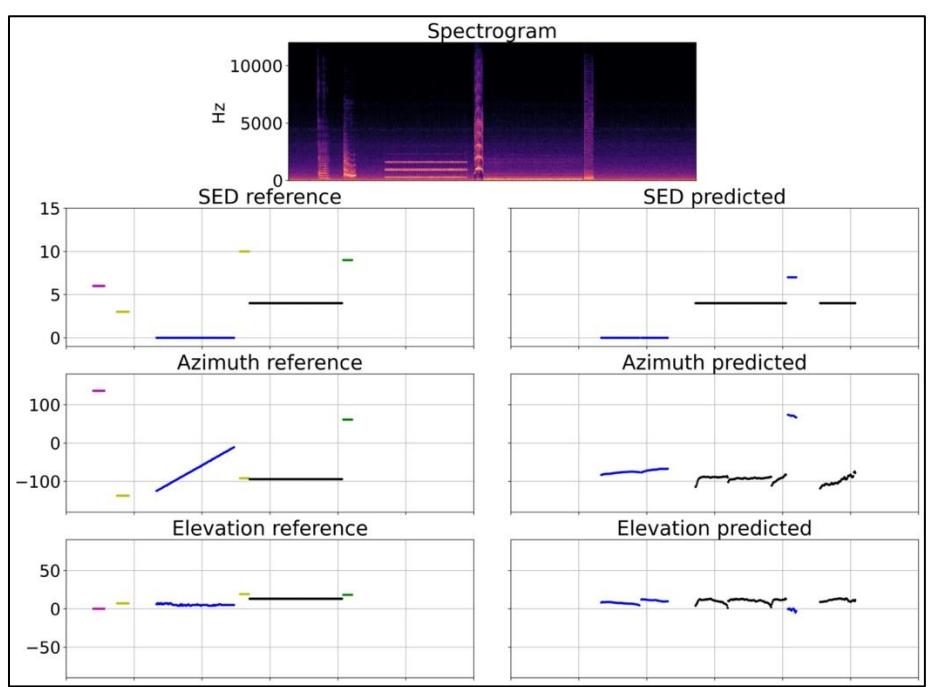 Spectrogram
10000
5000
0
Hz
SED reference
SED predicted
15
10
5
0
Azimuth reference
Azimuth predicted
100
0
−100
Elevation reference
Elevation predicted
50
0
−50